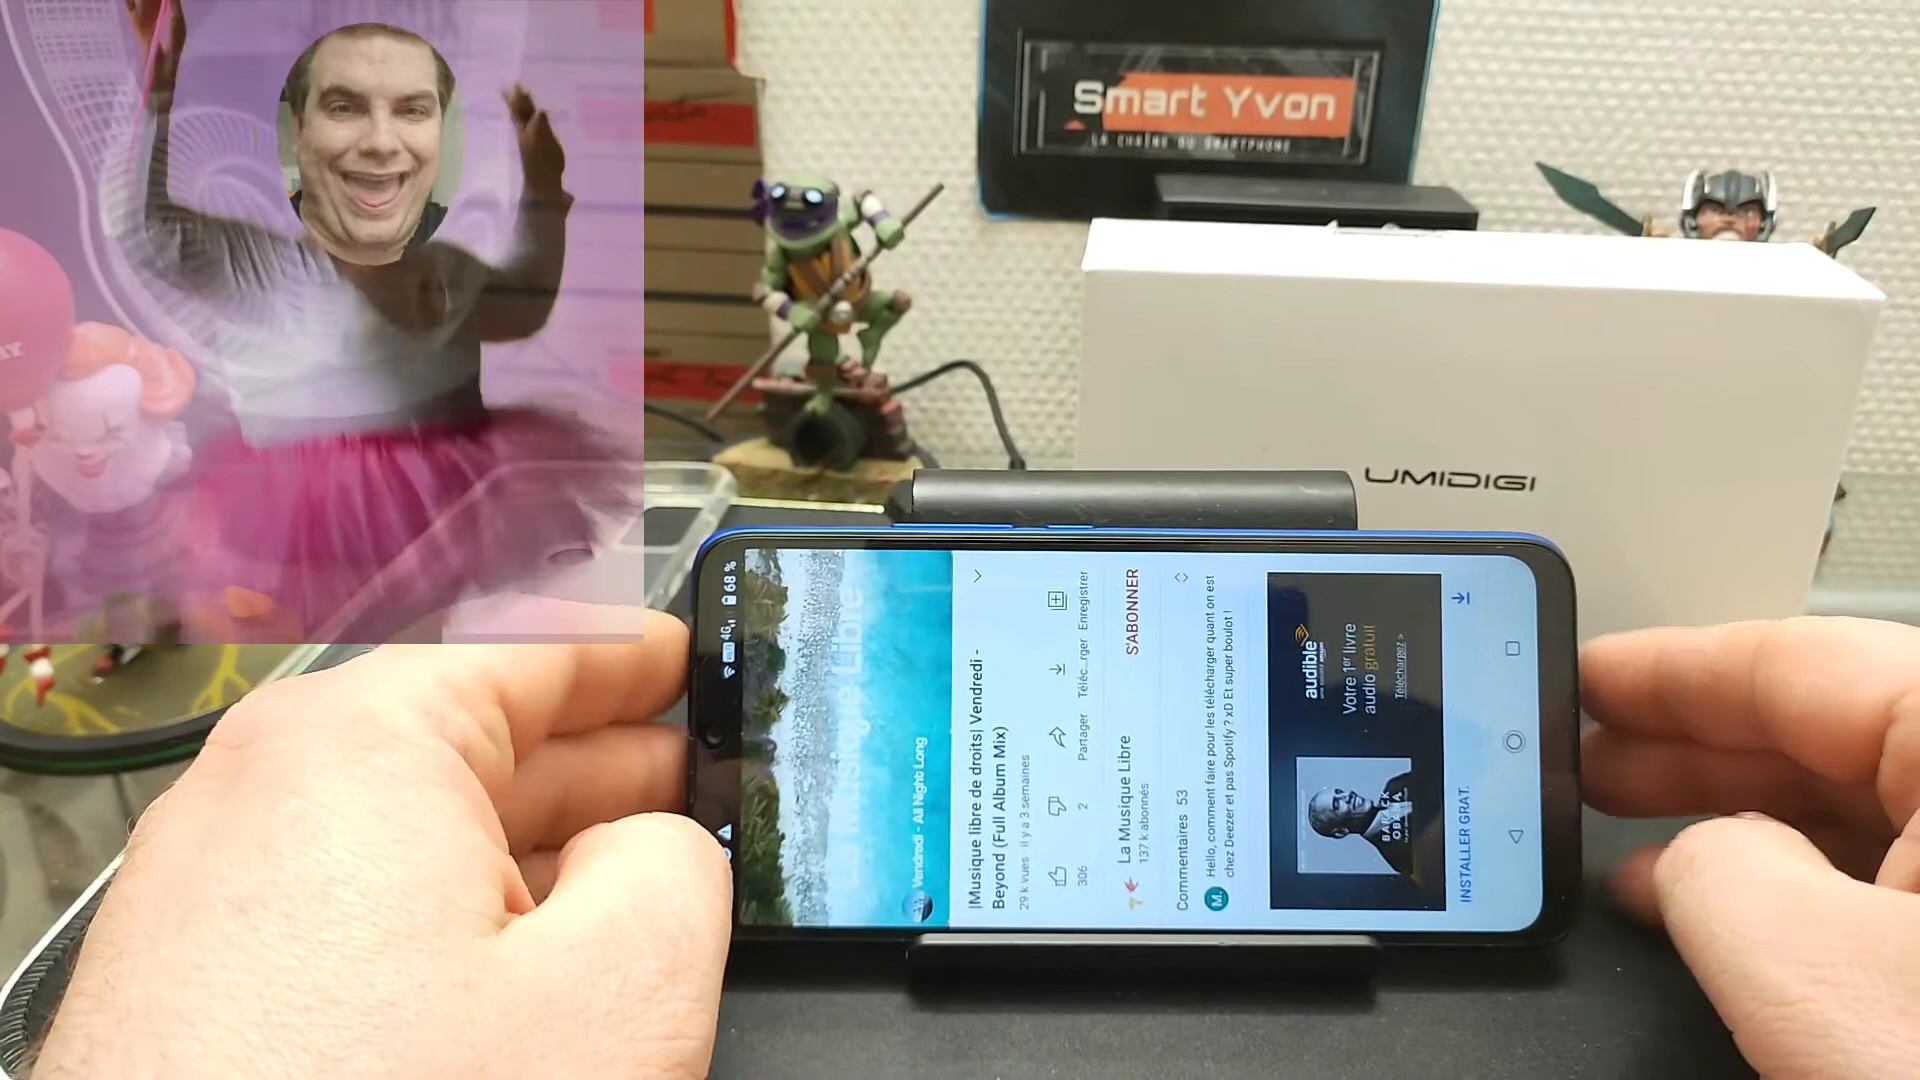 Smart Yvon
LA CHAÎNE DU SMARTPHONE
UMIDIGI
4G 68 %
La Musique Libre
Vendredi - All Night Long
|Musique libre de droits| Vendredi -
Beyond (Full Album Mix)
29 k vues · il y a 3 semaines
306
2
Partager
Téléc...rger
Enregistrer
La Musique Libre
137 k abonnés
S'ABONNER
Commentaires 53
M.
Hello, comment faire pour les télécharger quant on est
chez Deezer et pas Spotify ? xD Et super boulot !
BARACK
OBAMA
audible
Votre 1er livre
audio gratuit
Téléchargez >
INSTALLER GRAT.